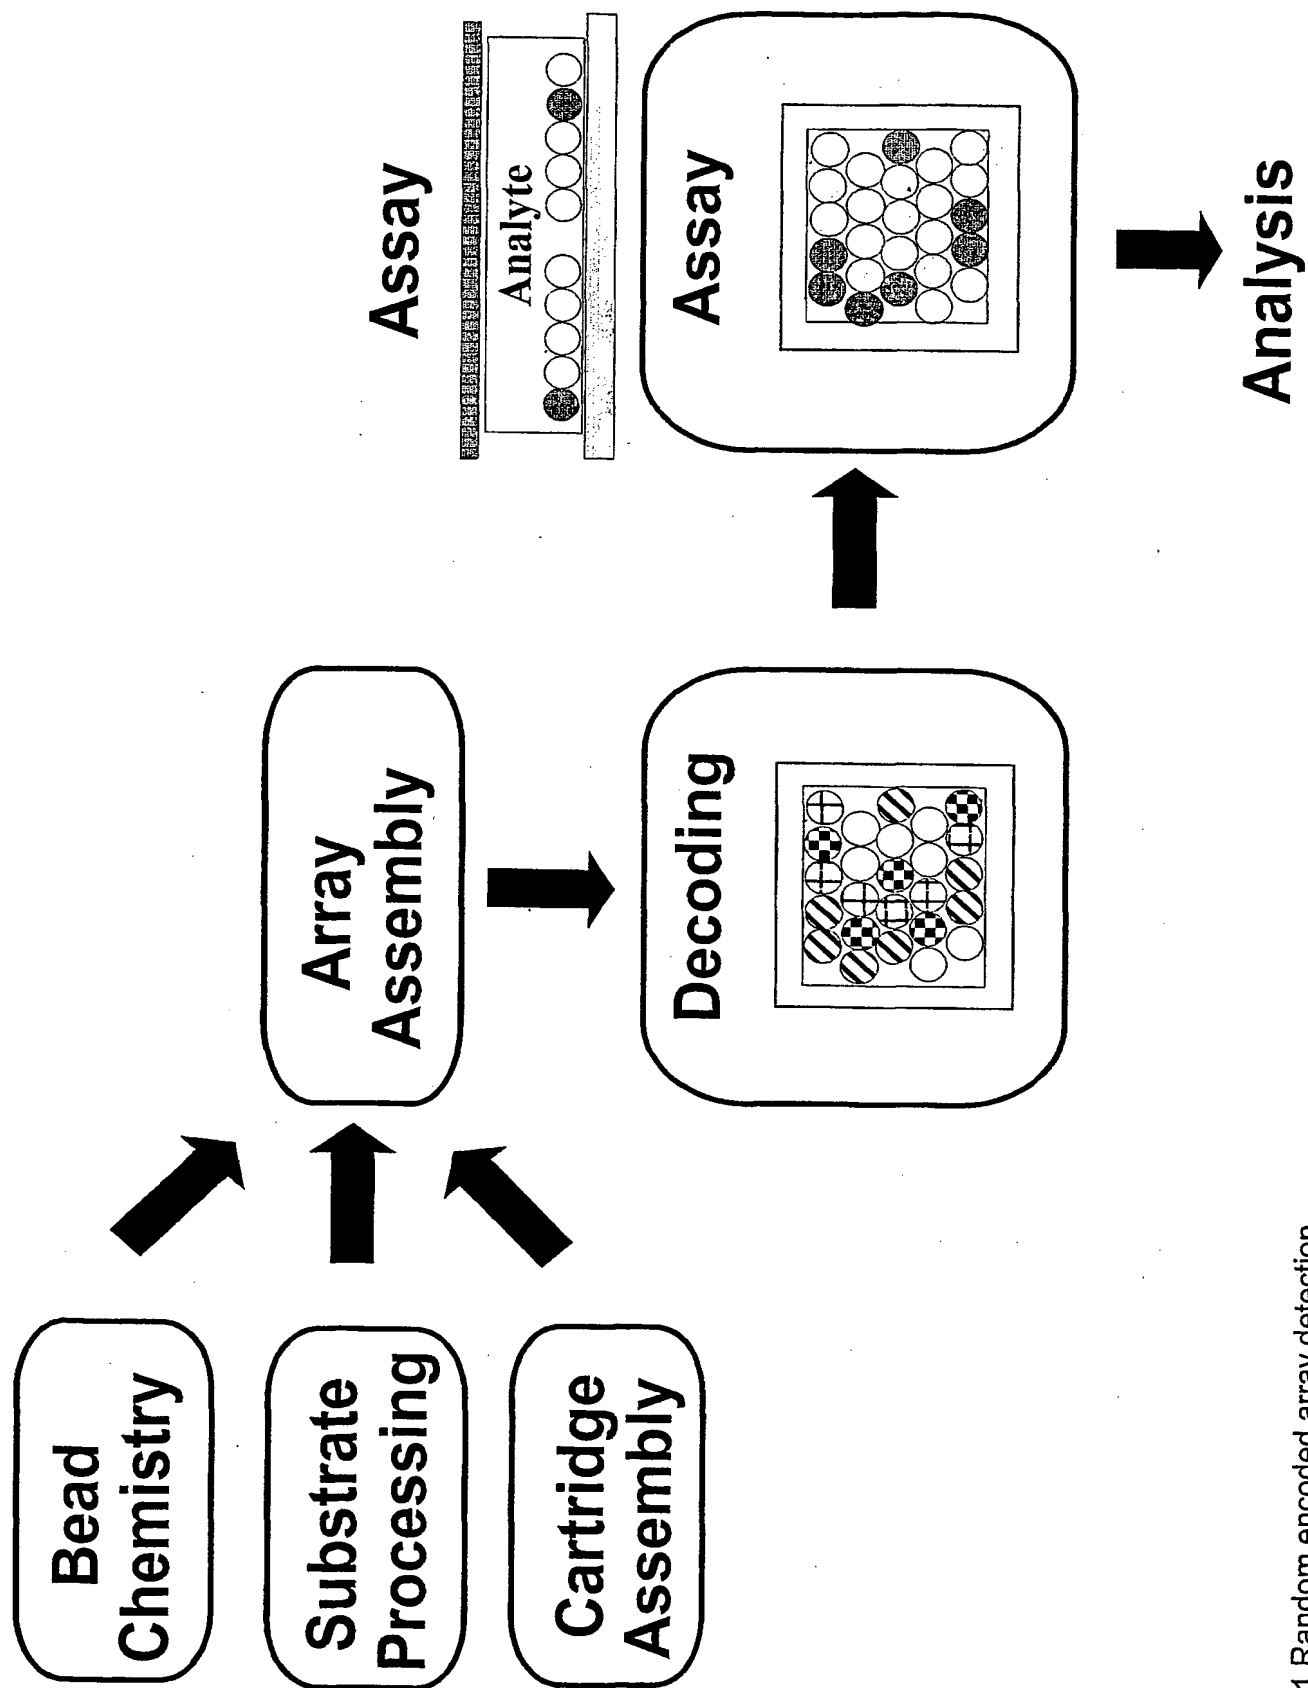 Bead
Chemistry
Substrate
Processing
Cartridge
Assembly
Array
Assembly
Decoding
Assay
Analyte
Assay
Analysis
1 Random encoded array detection